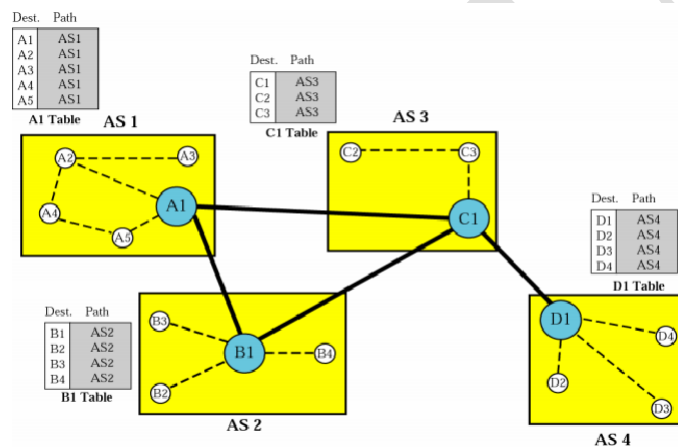 Dest. Path
A1 AS1
A2 AS1
A3 AS1
A4 AS1
A5 AS1
A1 Table
AS 1
A2
A3
A1
A4
A5
Dest. Path
C1 AS3
C2 AS3
C3 AS3
C1 Table
AS 3
C2
C3
C1
Dest. Path
D1 AS4
D2 AS4
D3 AS4
D4 AS4
D1 Table
Dest. Path
B1 AS2
B2 AS2
B3 AS2
B4 AS2
B1 Table
B3
B1
B4
B2
AS 2
D1
D4
D2
D3
AS 4